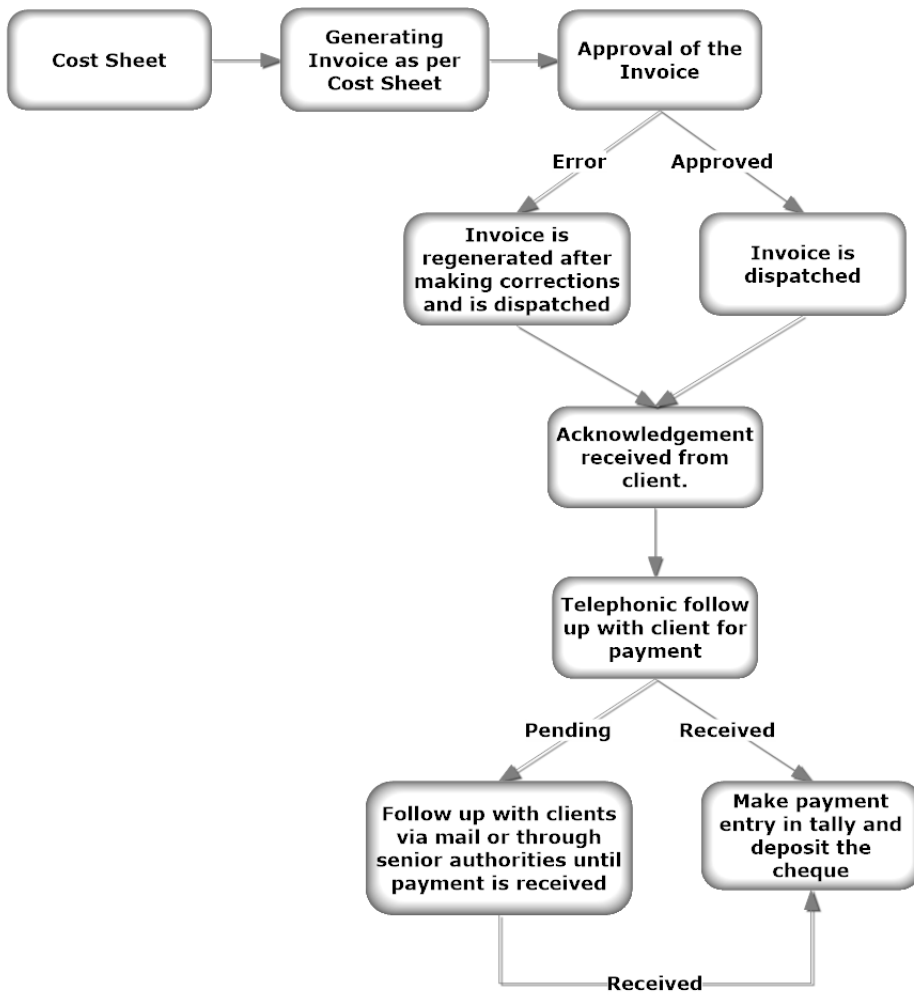 Cost Sheet
Generating
Invoice as per
Cost Sheet
Approval of the
Invoice
Error
Approved
Invoice is
regenerated after
making corrections
and is dispatched
Invoice is
dispatched
Acknowledgement
received from
client.
Telephonic follow
up with client for
payment
Pending
Received
Follow up with clients
via mail or through
senior authorities until
payment is received
Make payment
entry in tally and
deposit the
cheque
Received